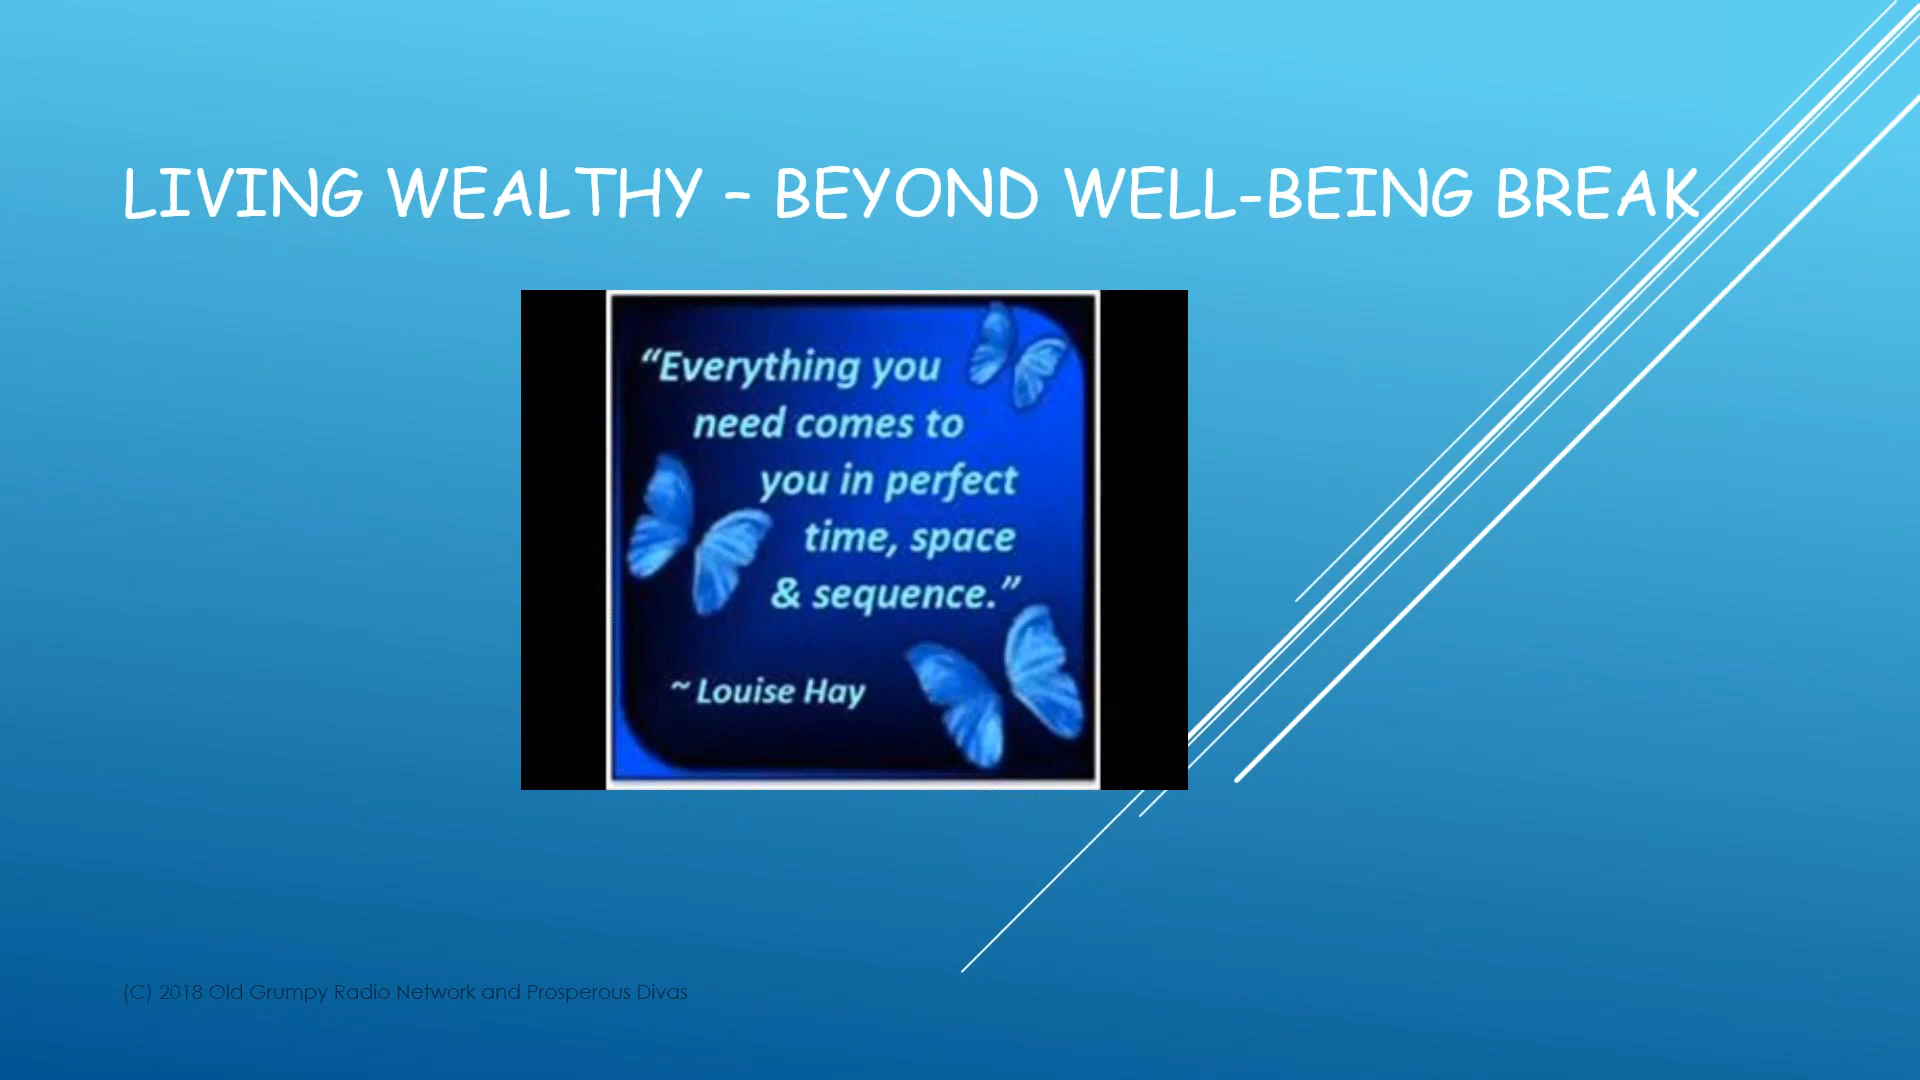 LIVING WEALTHY – BEYOND WELL-BEING BREAK
“Everything you
need comes to
you in perfect
time, space
& sequence.”
~ Louise Hay
(C) 2018 Old Grumpy Radio Network and Prosperous Divas